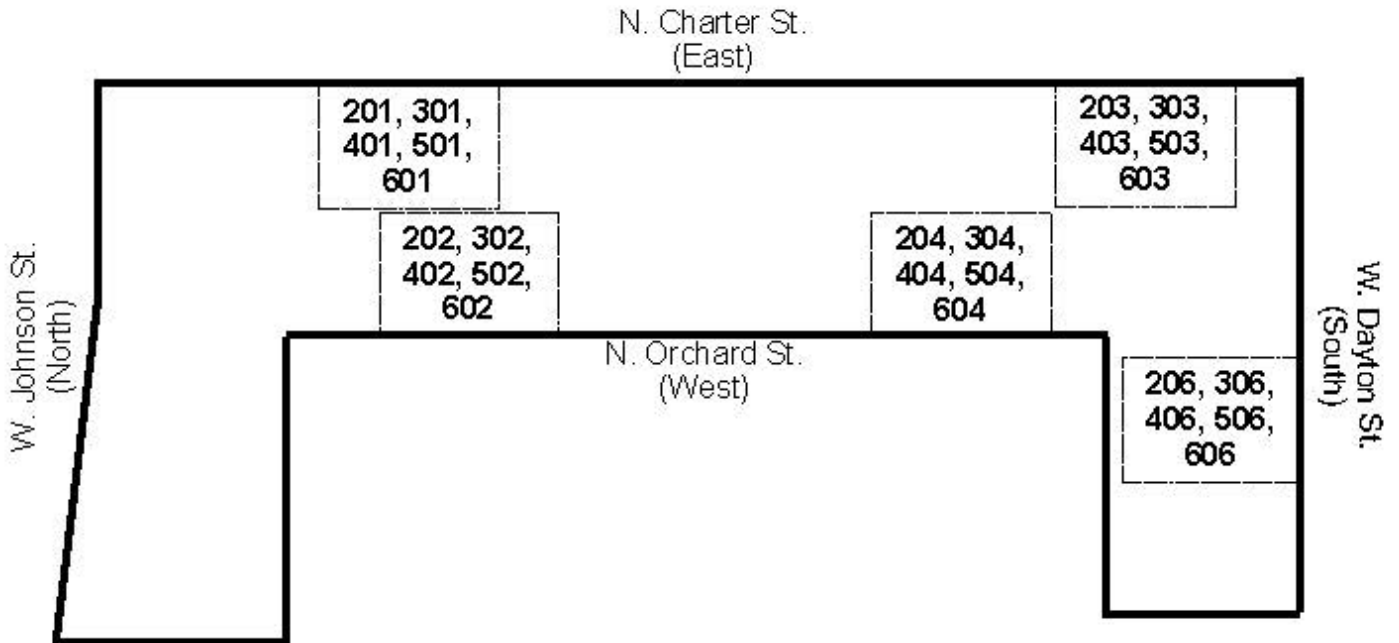 N. Charter St.
(East)
201, 301,
401, 501,
601
203, 303,
403, 503,
603
202, 302,
402, 502,
602
204, 304,
404, 504,
604
W. Johnson St.
(North)
N. Orchard St.
(West)
W. Dayton St.
(South)
206, 306,
406, 506,
606